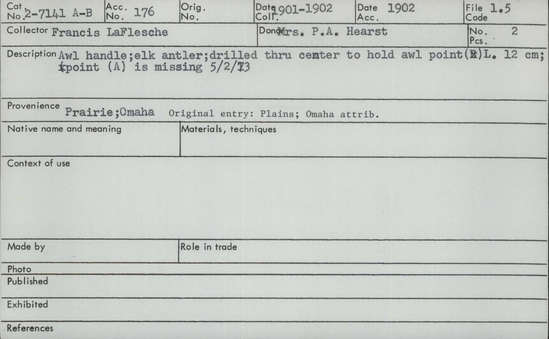 Cat. No. 2-7141 A-B Acc. No. 176 Orig. No. Date Coll. 1901-1902 Date Acc. 1902 File Code 1.5
Collector Francis LaFlesche Donor Mrs. P.A. Hearst No. Pcs. 2
Description Awl handle;elk antler;drilled thru center to hold awl point( )L. 12 cm;
point (A) is missing 5/2/73
Provenience Prairie;Omaha Original entry: Plains; Omaha attrib.
Native name and meaning Materials, techniques
Context of use
Made by Role in trade
Photo
Published
Exhibited
References